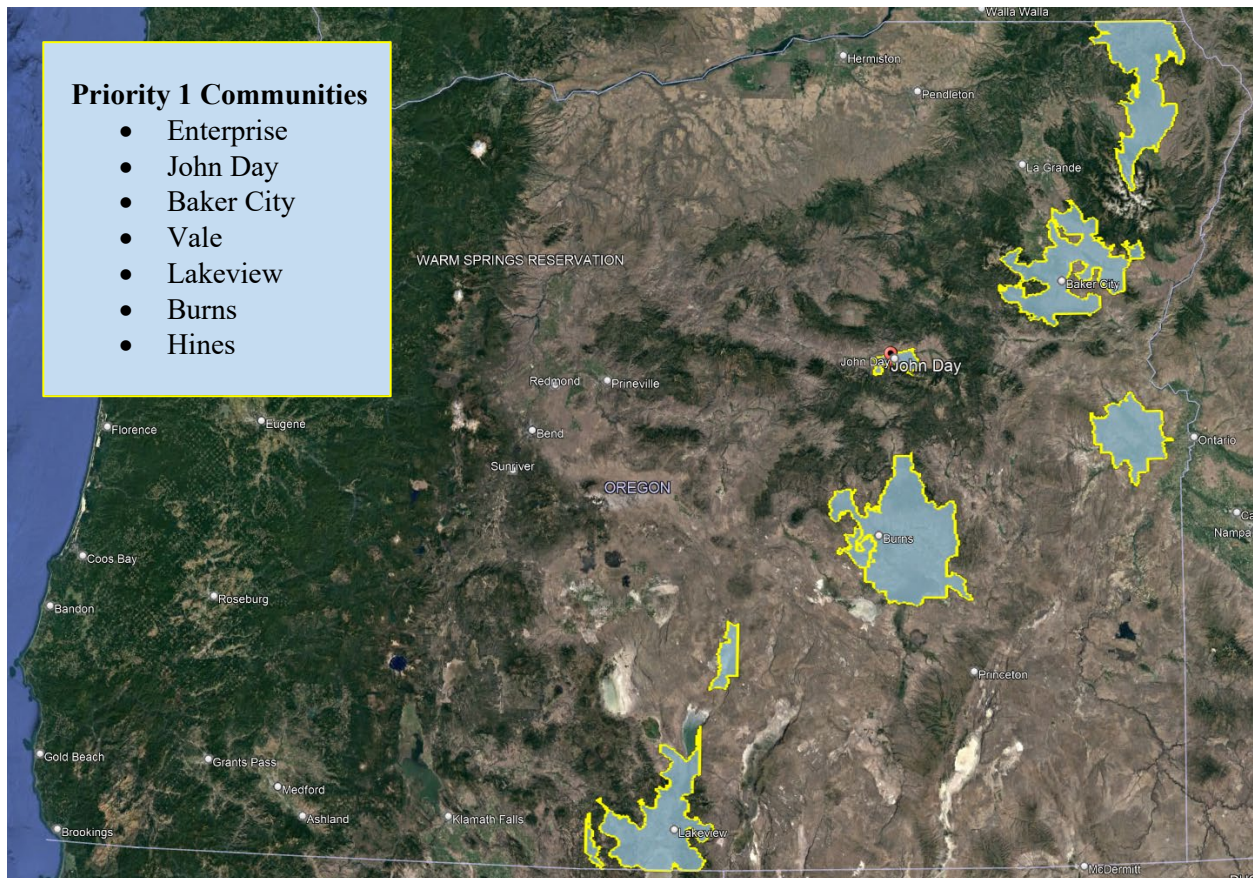 Priority 1 Communities
• Enterprise
• John Day
• Baker City
• Vale
• Lakeview
• Burns
• Hines
Walla Walla
Hermiston
Pendleton
La Grande
WARM SPRINGS RESERVATION
Baker City
John Day
John Day
Redmond
Prineville
Florence
Eugene
Bend
Ontario
Sunriver
OREGON
Nampa
Burns
Coos Bay
Roseburg
Bandon
Princeton
Gold Beach
Grants Pass
Medford
Ashland
Klamath Falls
Brookings
Lakeview
McDermitt